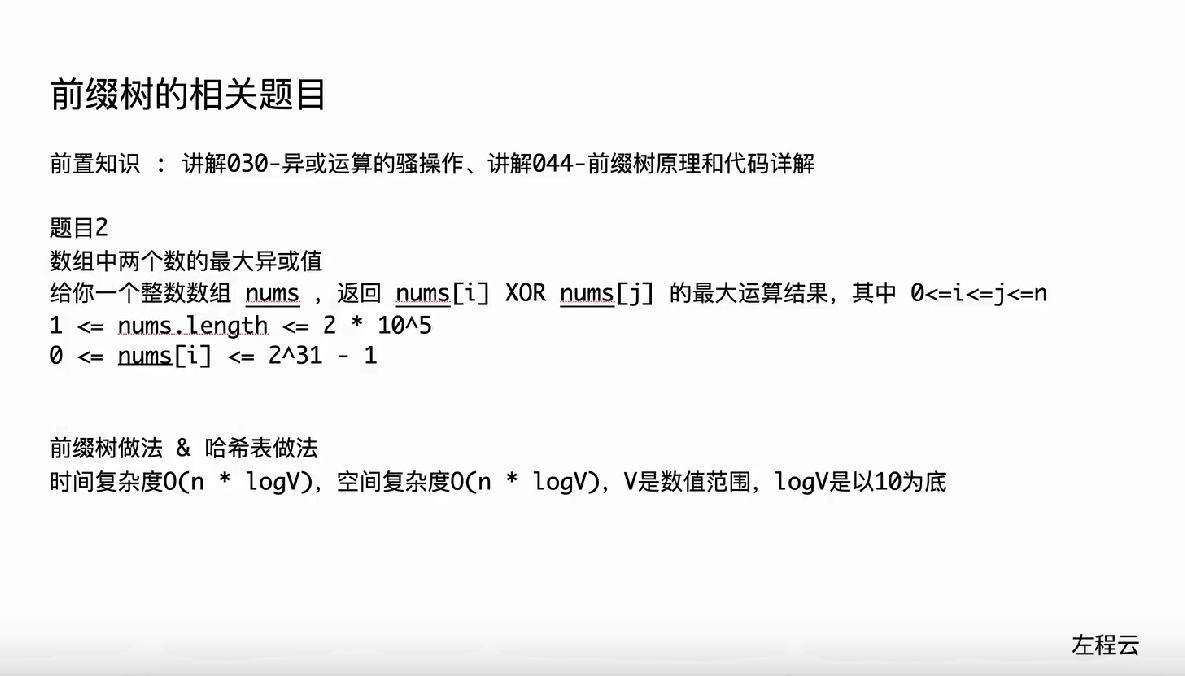 前缀树的相关题目
前置知识 : 讲解030-异或运算的骚操作、讲解044-前缀树原理和代码详解
题目2
数组中两个数的最大异或值
给你一个整数数组 nums ，返回 nums[i] XOR nums[j] 的最大运算结果，其中 0<=i<=j<=n
1 <= nums.length <= 2 * 10^5
0 <= nums[i] <= 2^31 - 1
前缀树做法 & 哈希表做法
时间复杂度O(n * logV)，空间复杂度O(n * logV)，V是数值范围，logV是以10为底
左程云